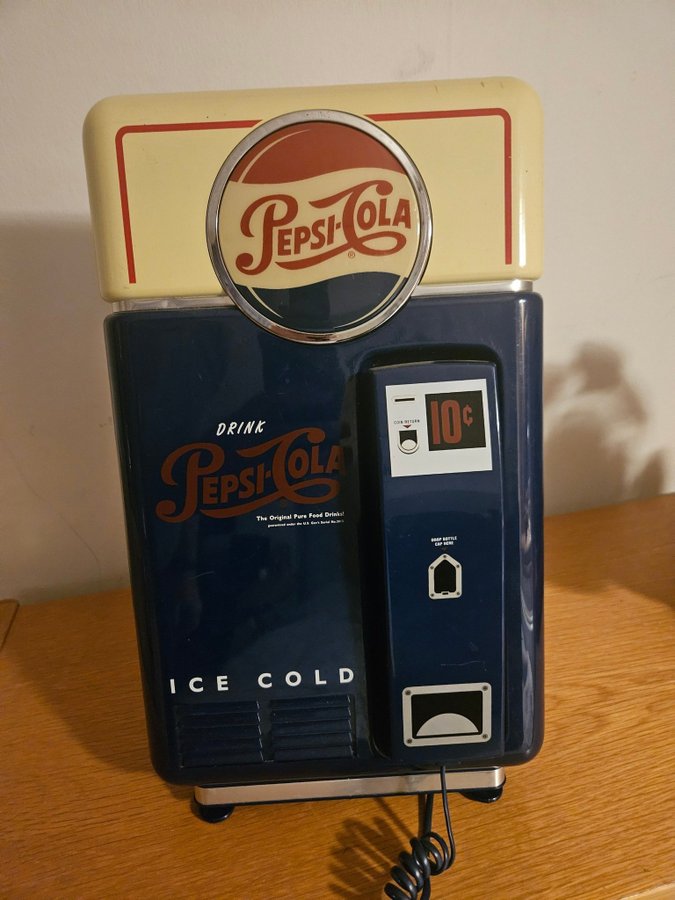 PEPSI-COLA
®
10¢
COIN RETURN
DRINK
PEPSI-COLA
The Original Pure Food Drink!
DROP BOTTLE
CAP HERE
ICE COLD